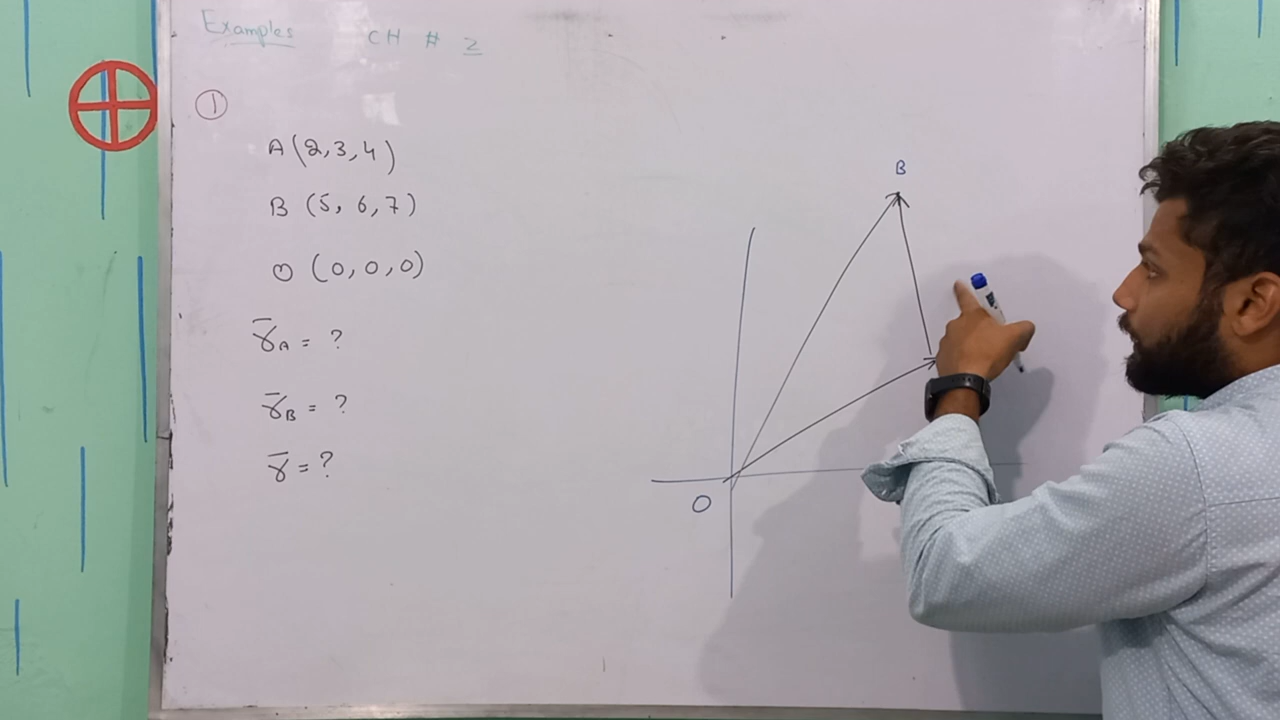 Examples CH # 2
①
A (2,3,4)
B (5, 6, 7)
O (0, 0, 0)
r̄A = ?
r̄B = ?
r̄ = ?
B
O